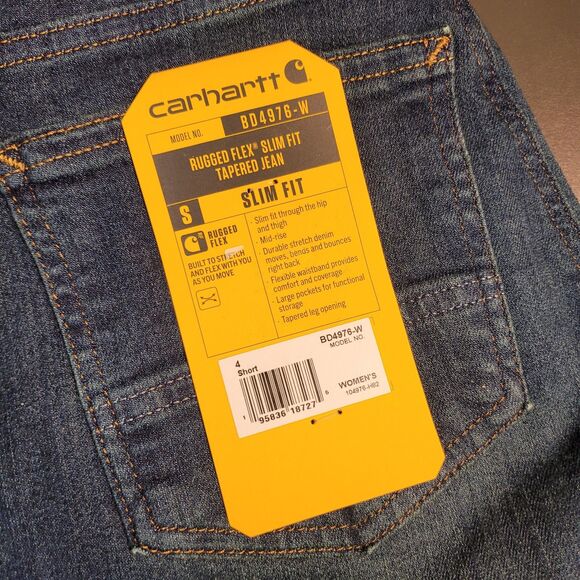 carhartt
MODEL NO. BD4976-W
RUGGED FLEX® SLIM FIT
TAPERED JEAN
S SLIM FIT
RUGGED
FLEX
BUILT TO STRETCH
AND FLEX WITH YOU
AS YOU MOVE
· Slim fit through the hip
and thigh
· Mid-rise
· Durable stretch denim
moves, bends and bounces
right back
· Flexible waistband provides
comfort and coverage
· Large pockets for functional
storage
· Tapered leg opening
4
Short
BD4976-W
MODEL NO.
1 95836 18727 6
WOMEN'S
104976-H82